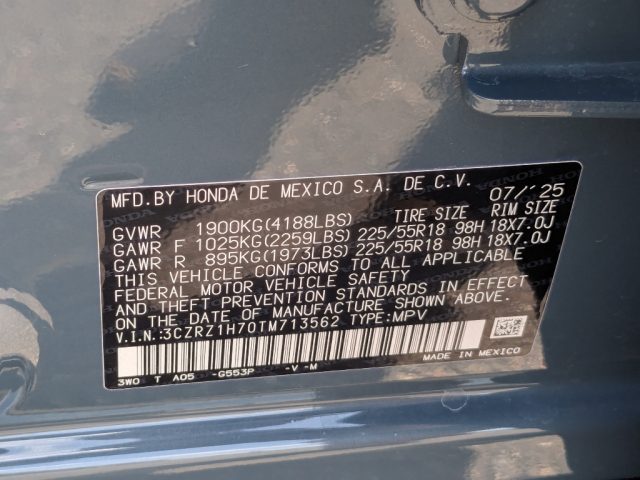 MFD.BY HONDA DE MEXICO S.A. DE C.V. 07/'25
GVWR 1900KG(4188LBS) TIRE SIZE RIM SIZE
GAWR F 1025KG(2259LBS) 225/55R18 98H 18X7.0J
GAWR R 895KG(1973LBS) 225/55R18 98H 18X7.0J
THIS VEHICLE CONFORMS TO ALL APPLICABLE
FEDERAL MOTOR VEHICLE SAFETY
AND THEFT PREVENTION STANDARDS IN EFFECT
ON THE DATE OF MANUFACTURE SHOWN ABOVE.
V.I.N.:3CZRZ1H70TM713562 TYPE:MPV
MADE IN MEXICO
3W0 T A05 -G553P -V -M